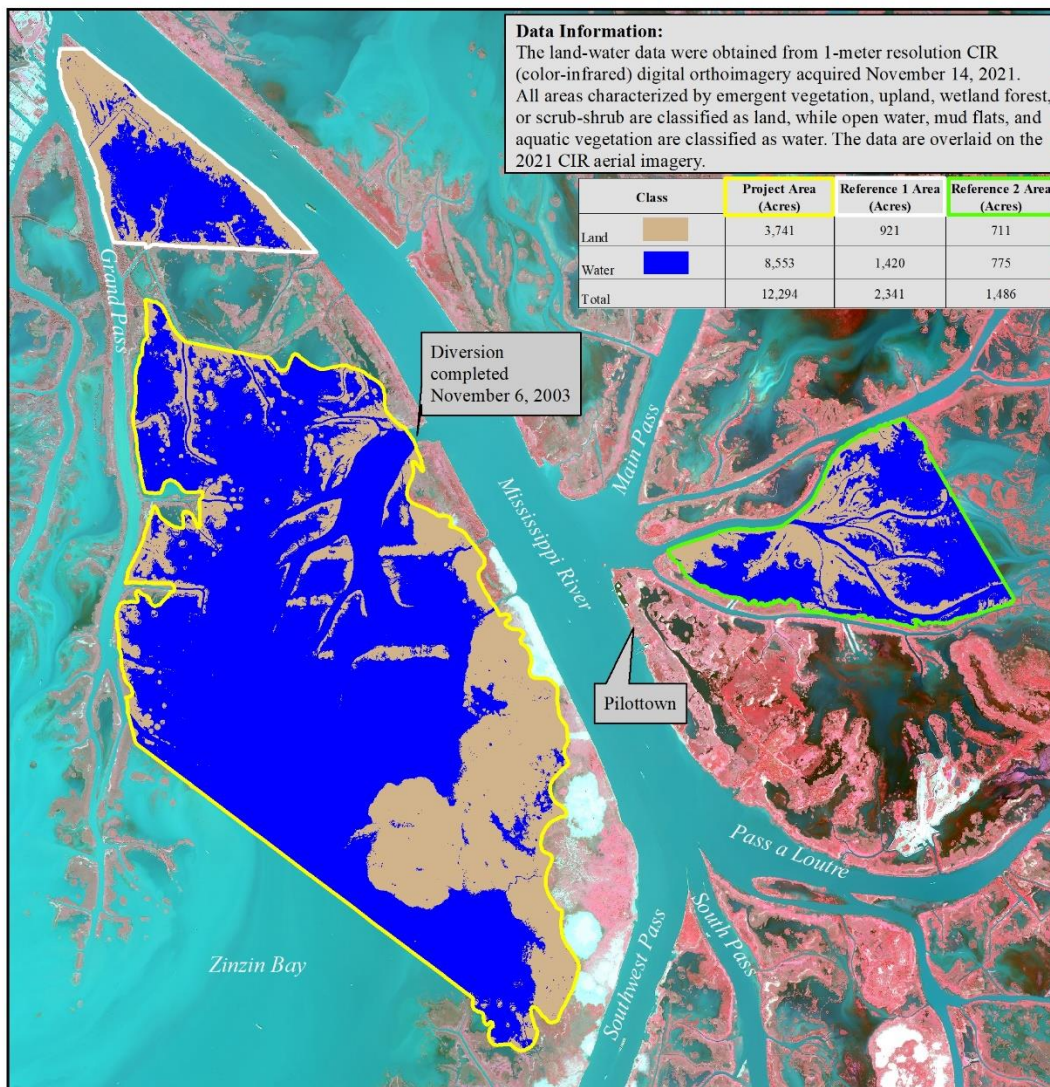 Data Information:
The land-water data were obtained from 1-meter resolution CIR
(color-infrared) digital orthoimagery acquired November 14, 2021.
All areas characterized by emergent vegetation, upland, wetland forest,
or scrub-shrub are classified as land, while open water, mud flats, and
aquatic vegetation are classified as water. The data are overlaid on the
2021 CIR aerial imagery.
Class Project Area (Acres) Reference 1 Area (Acres) Reference 2 Area (Acres)
Land 3,741 921 711
Water 8,553 1,420 775
Total 12,294 2,341 1,486
Grand Pass
Diversion
completed
November 6, 2003
Main Pass
Mississippi River
Pilottown
Pass a Loutre
South Pass
Southwest Pass
Zinzin Bay